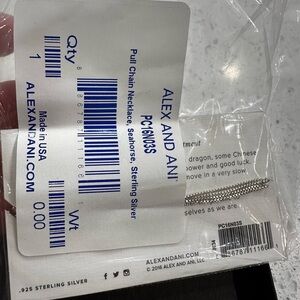 ALEX AND ANI
PC16N03S
Pull Chain Necklace, Seahorse, Sterling Silver
Qty
1
Wt
0.00
Made in USA
ALEXANDANI.COM
dragon, some Chinese
power and good luck.
move in a very slow
selves as we are.
.925 STERLING SILVER
ALEXANDANI.COM
© 2016 ALEX AND ANI, LLC
PC16N03S